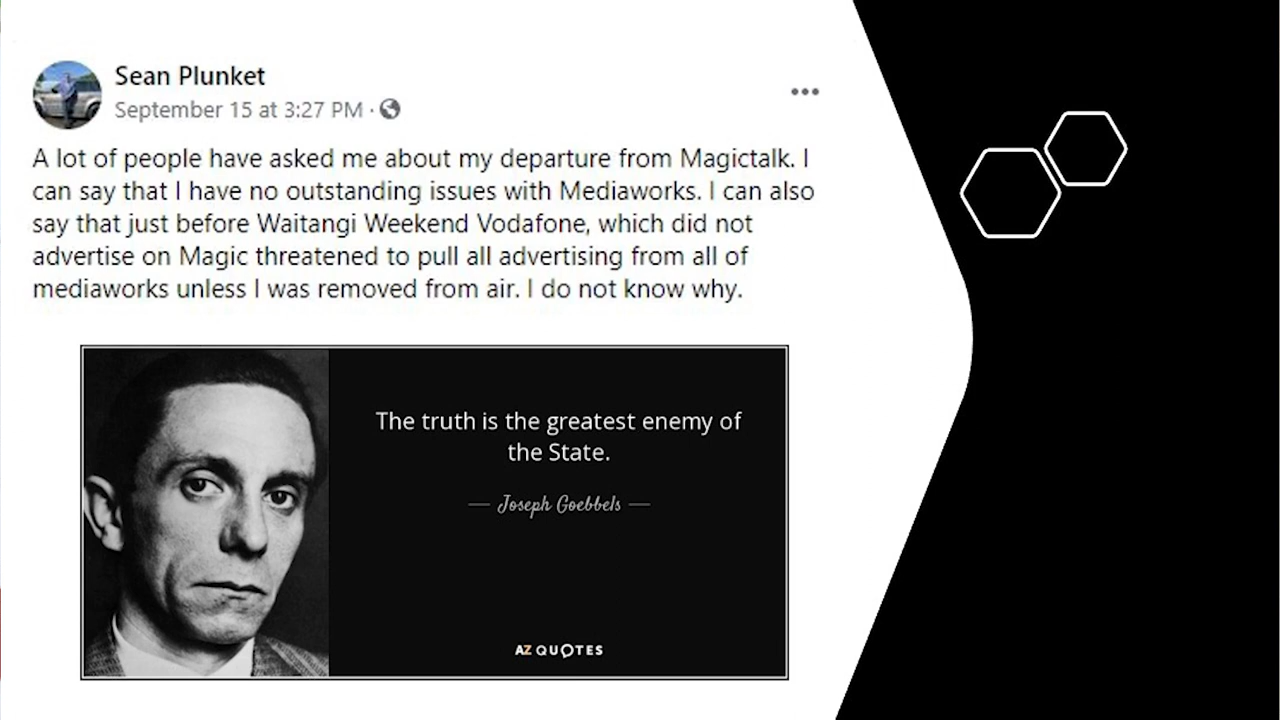 Sean Plunket
September 15 at 3:27 PM ·
A lot of people have asked me about my departure from Magictalk. I
can say that I have no outstanding issues with Mediaworks. I can also
say that just before Waitangi Weekend Vodafone, which did not
advertise on Magic threatened to pull all advertising from all of
mediaworks unless I was removed from air. I do not know why.
The truth is the greatest enemy of
the State.
— Joseph Goebbels —
AZ QUOTES